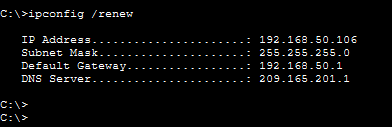 C:\>ipconfig /renew
IP Address......................: 192.168.50.106
Subnet Mask.....................: 255.255.255.0
Default Gateway.................: 192.168.50.1
DNS Server......................: 209.165.201.1
C:\>
C:\>